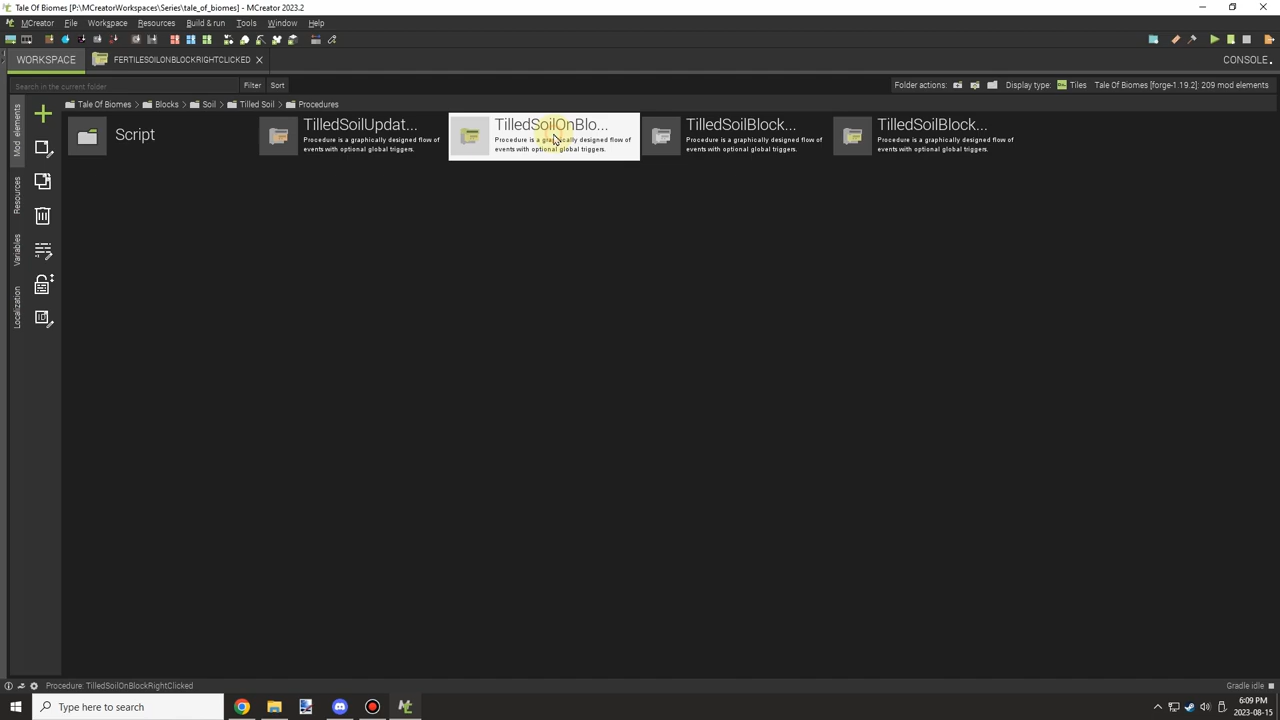 Tale Of Biomes [P:\MCreatorWorkspaces\Series\tale_of_biomes] - MCreator 2023.2
MCreator File Workspace Resources Build & run Tools Window Help
WORKSPACE FERTILESOILONBLOCKRIGHTCLICKED CONSOLE
Search in the current folder Filter Sort Folder actions: Display type: Tiles Tale Of Biomes [forge-1.19.2]: 209 mod elements
Tale Of Biomes Blocks Soil Tilled Soil Procedures
Mod elements
Resources
Variables
Localization
Script
TilledSoilUpdat...
Procedure is a graphically designed flow of
events with optional global triggers.
TilledSoilOnBlo...
Procedure is a graphically designed flow of
events with optional global triggers.
TilledSoilBlock...
Procedure is a graphically designed flow of
events with optional global triggers.
TilledSoilBlock...
Procedure is a graphically designed flow of
events with optional global triggers.
Procedure: TilledSoilOnBlockRightClicked Gradle idle
Type here to search
6:09 PM
2023-08-15